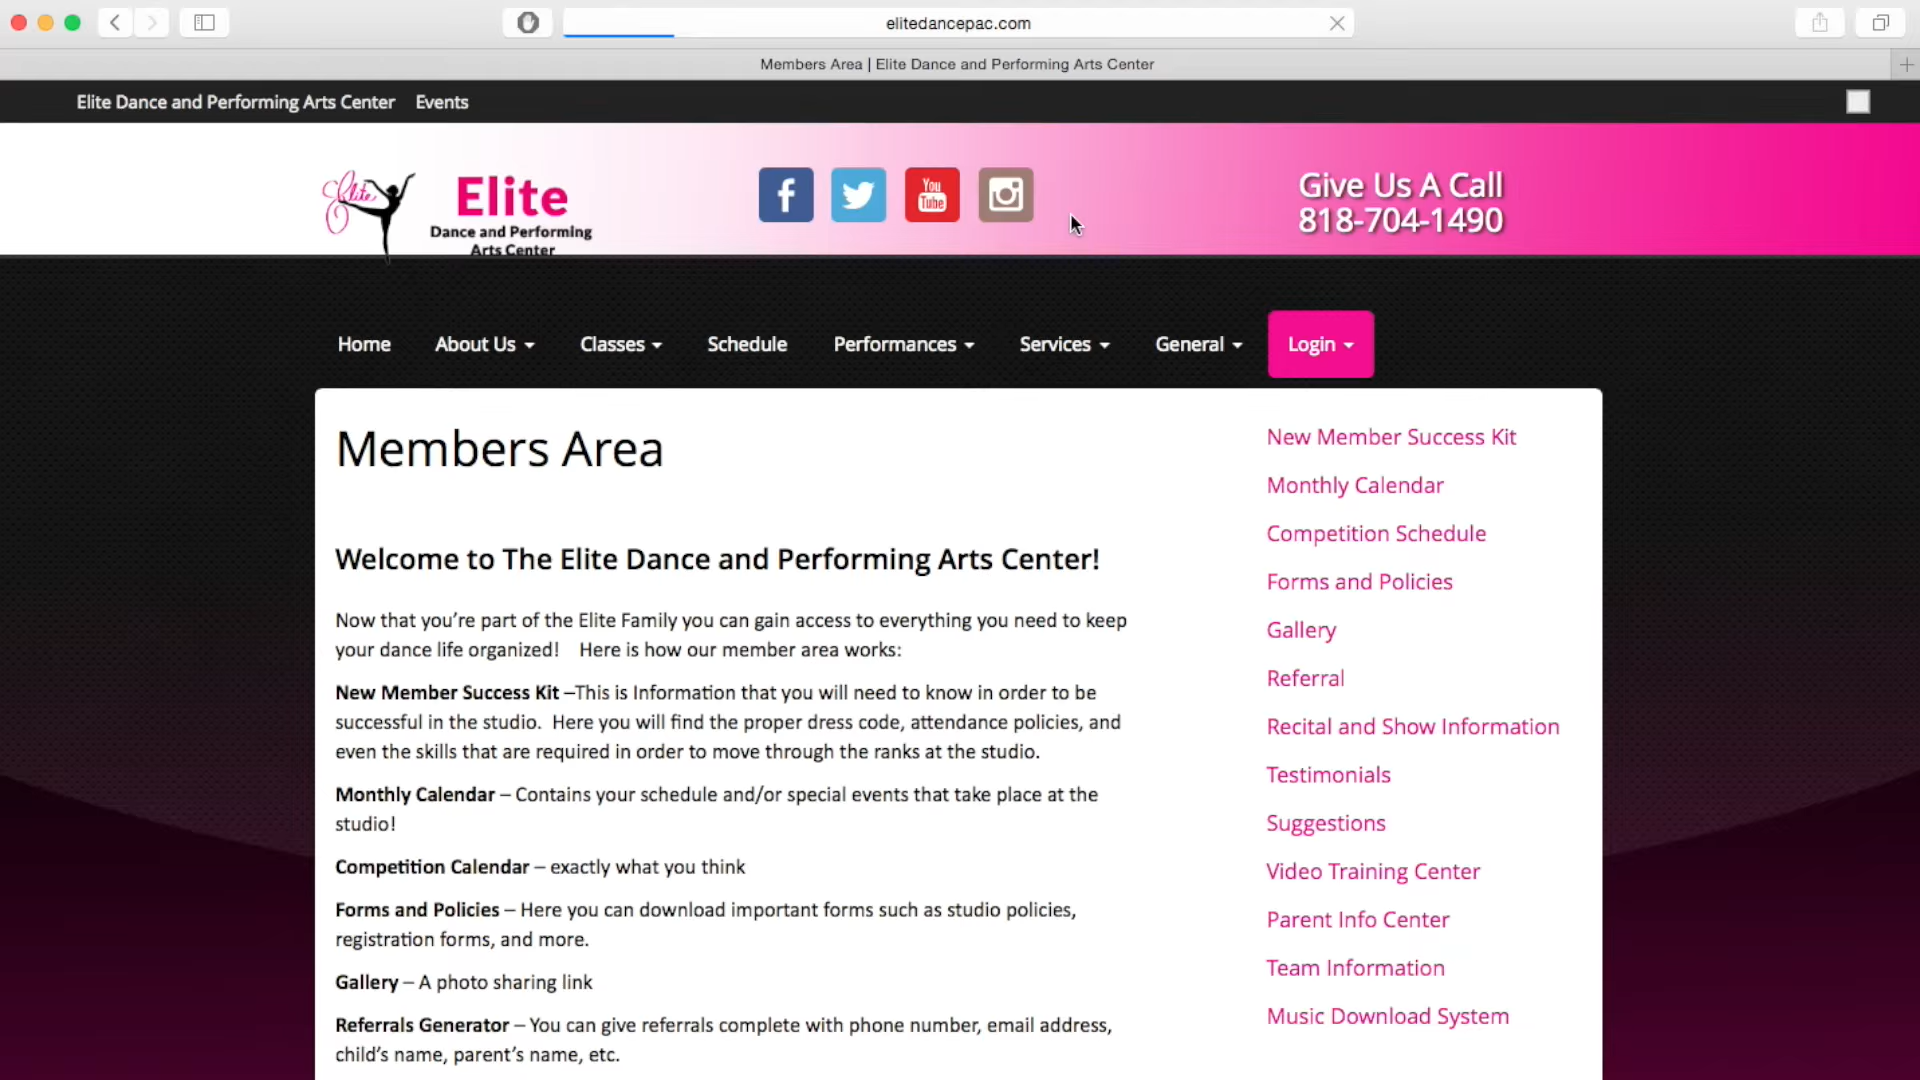 elitedancepac.com
Members Area | Elite Dance and Performing Arts Center
Elite Dance and Performing Arts Center Events
Elite
Elite
Dance and Performing
Arts Center
f
You
Tube
Give Us A Call
818-704-1490
Home About Us Classes Schedule Performances Services General Login
Members Area
Welcome to The Elite Dance and Performing Arts Center!
Now that you're part of the Elite Family you can gain access to everything you need to keep
your dance life organized! Here is how our member area works:
New Member Success Kit –This is Information that you will need to know in order to be
successful in the studio. Here you will find the proper dress code, attendance policies, and
even the skills that are required in order to move through the ranks at the studio.
Monthly Calendar – Contains your schedule and/or special events that take place at the
studio!
Competition Calendar – exactly what you think
Forms and Policies – Here you can download important forms such as studio policies,
registration forms, and more.
Gallery – A photo sharing link
Referrals Generator – You can give referrals complete with phone number, email address,
child's name, parent's name, etc.
New Member Success Kit
Monthly Calendar
Competition Schedule
Forms and Policies
Gallery
Referral
Recital and Show Information
Testimonials
Suggestions
Video Training Center
Parent Info Center
Team Information
Music Download System